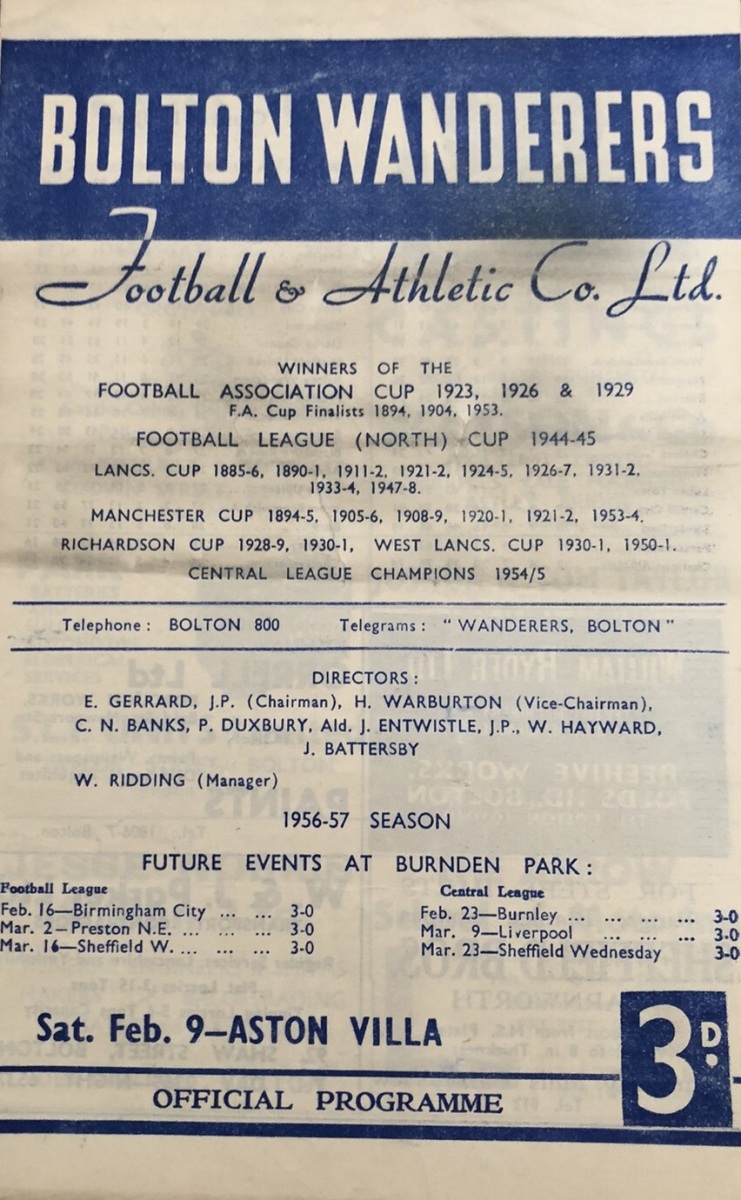 BOLTON WANDERERS
Football & Athletic Co. Ltd.
WINNERS OF THE
FOOTBALL ASSOCIATION CUP 1923, 1926 & 1929
F.A. Cup Finalists 1894, 1904, 1953.
FOOTBALL LEAGUE (NORTH) CUP 1944-45
LANCS. CUP 1885-6, 1890-1, 1911-2, 1921-2, 1924-5, 1926-7, 1931-2,
1933-4, 1947-8.
MANCHESTER CUP 1894-5, 1905-6, 1908-9, 1920-1, 1921-2, 1953-4.
RICHARDSON CUP 1928-9, 1930-1, WEST LANCS. CUP 1930-1, 1950-1.
CENTRAL LEAGUE CHAMPIONS 1954/5
Telephone: BOLTON 800 Telegrams: "WANDERERS, BOLTON"
DIRECTORS:
E. GERRARD, J.P. (Chairman), H. WARBURTON (Vice-Chairman),
C. N. BANKS, P. DUXBURY, Ald. J. ENTWISTLE, J.P., W. HAYWARD,
J. BATTERSBY
W. RIDDING (Manager)
1956-57 SEASON
FUTURE EVENTS AT BURNDEN PARK:
Football League Central League
Feb. 16—Birmingham City ... ... 3-0 Feb. 23—Burnley ... ... ... ... 3-0
Mar. 2—Preston N.E. ... ... ... 3-0 Mar. 9—Liverpool ... ... ... 3-0
Mar. 16—Sheffield W. ... ... ... 3-0 Mar. 23—Sheffield Wednesday 3-0
Sat. Feb. 9—ASTON VILLA
3D.
OFFICIAL PROGRAMME